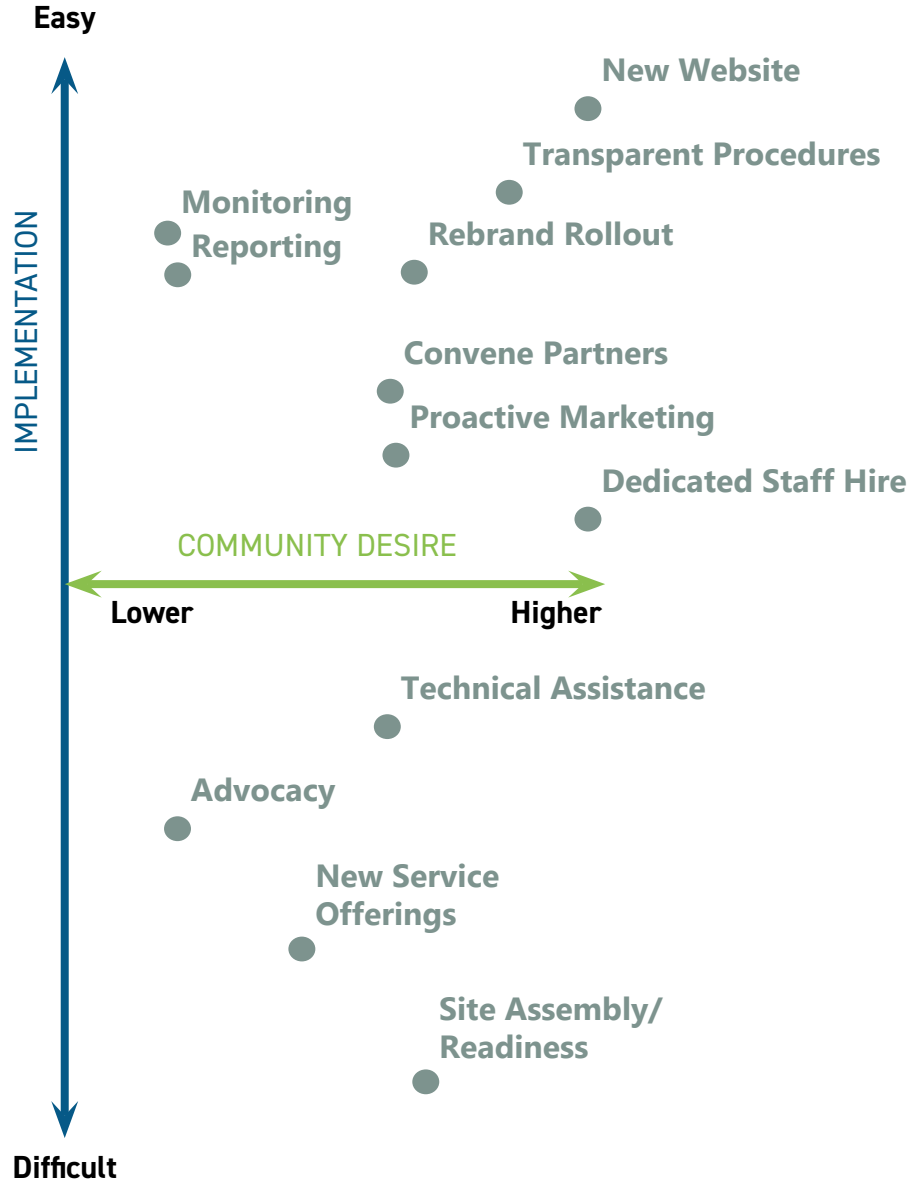 Easy
New Website
Transparent Procedures
Monitoring
Reporting
Rebrand Rollout
IMPLEMENTATION
Convene Partners
Proactive Marketing
Dedicated Staff Hire
COMMUNITY DESIRE
Lower
Higher
Technical Assistance
Advocacy
New Service
Offerings
Site Assembly/
Readiness
Difficult